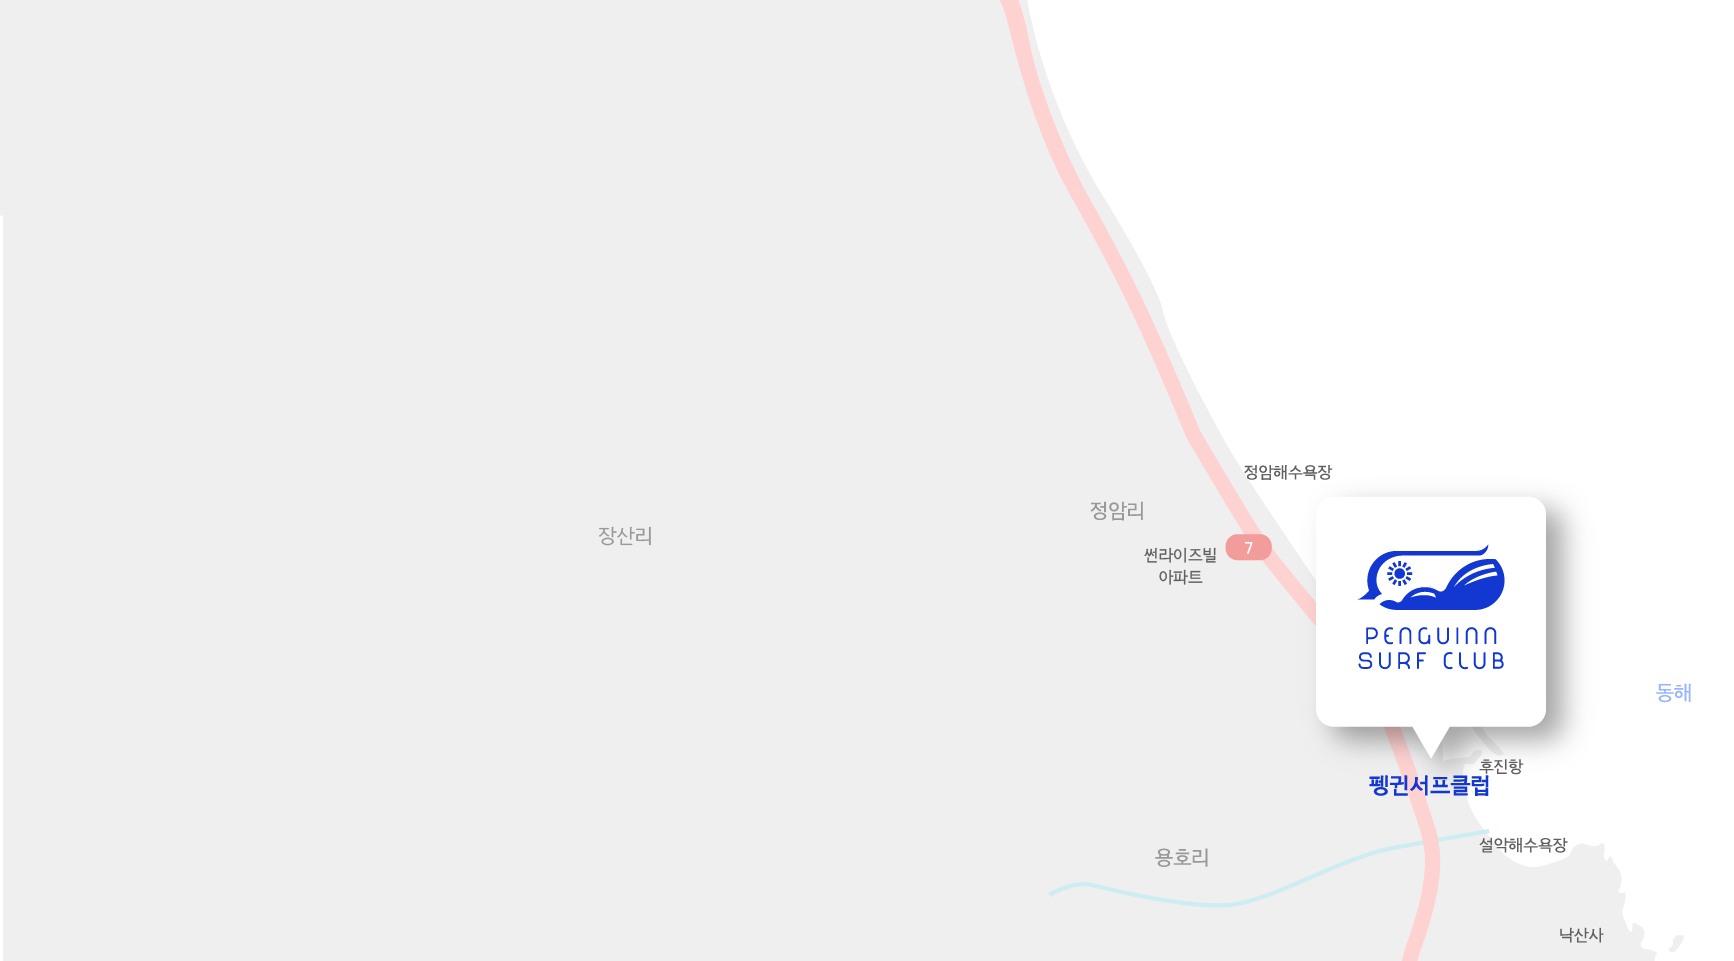 정암해수욕장
정암리
장산리
썬라이즈빌
아파트
7
PENGUINN
SURF CLUB
동해
후진항
펭귄서프클럽
설악해수욕장
용호리
낙산사